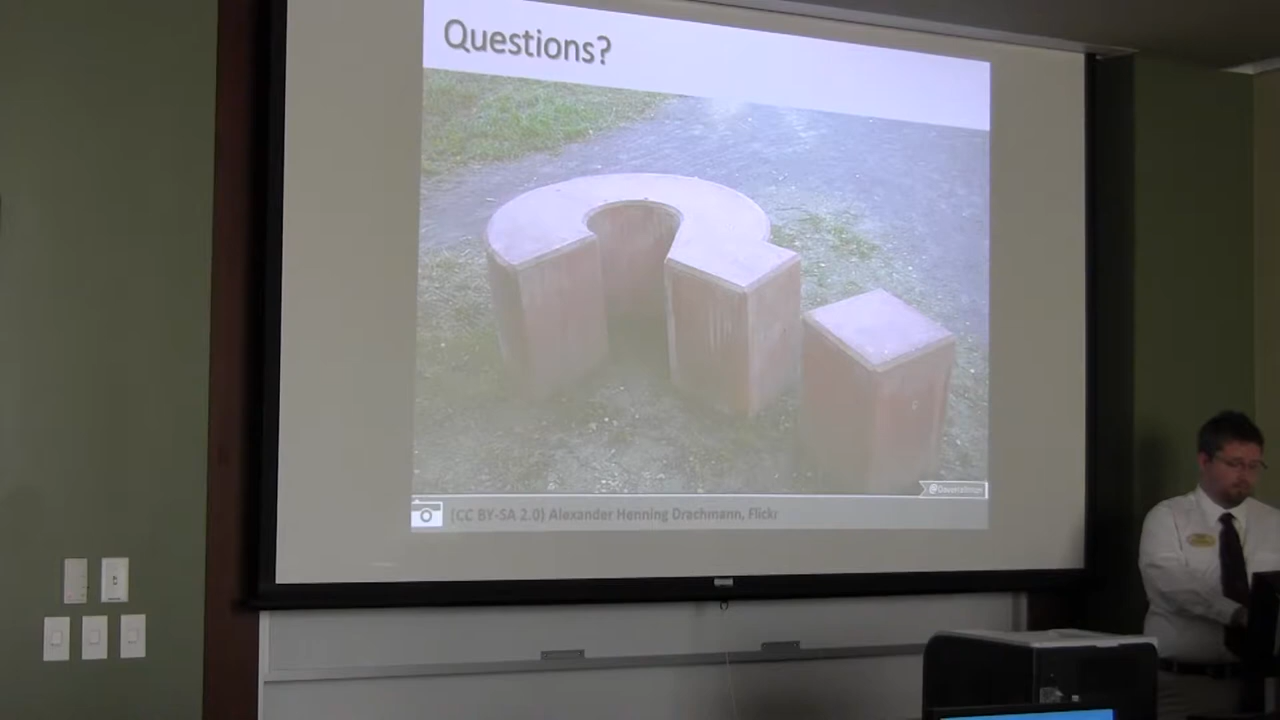 Questions?
(CC BY-SA 2.0) Alexander Henning Drachmann, Flickr